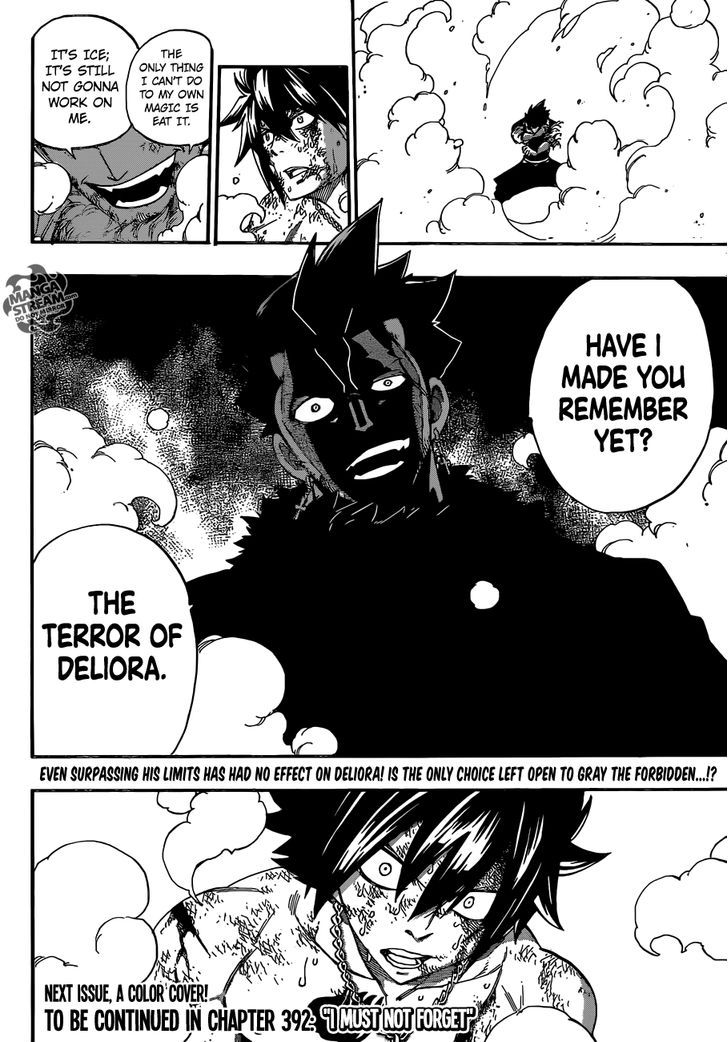 THE
ONLY THING
I CAN'T DO
TO MY OWN
MAGIC IS
EAT IT.
IT'S ICE;
IT'S STILL
NOT GONNA
WORK ON
ME.
MANGA
STREAM
HAVE I
MADE YOU
REMEMBER
YET?
THE
TERROR OF
DELIORA.
EVEN SURPASSING HIS LIMITS HAS HAD NO EFFECT ON DELIORA! IS THE ONLY CHOICE LEFT OPEN TO GRAY THE FORBIDDEN...!?
NEXT ISSUE, A COLOR COVER!
TO BE CONTINUED IN CHAPTER 392: "I MUST NOT FORGET"